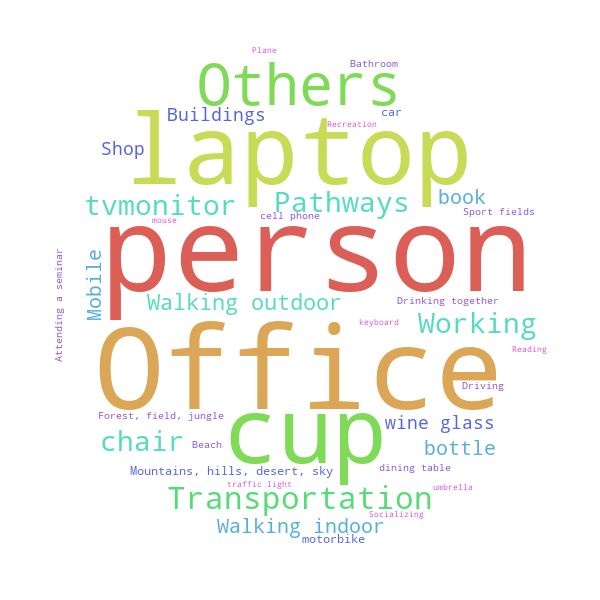 Plane
Bathroom
Others
Buildings
car
laptop
Recreation
Shop
tvmonitor
Pathways
book
mouse
cell phone
Sport fields
person
Attending a seminar
Mobile
Walking outdoor
Drinking together
keyboard
Working
Reading
Office
Driving
Forest, field, jungle
cup
wine glass
chair
Beach
bottle
Mountains, hills, desert, sky
dining table
traffic light
umbrella
Transportation
Socializing
Walking indoor
motorbike